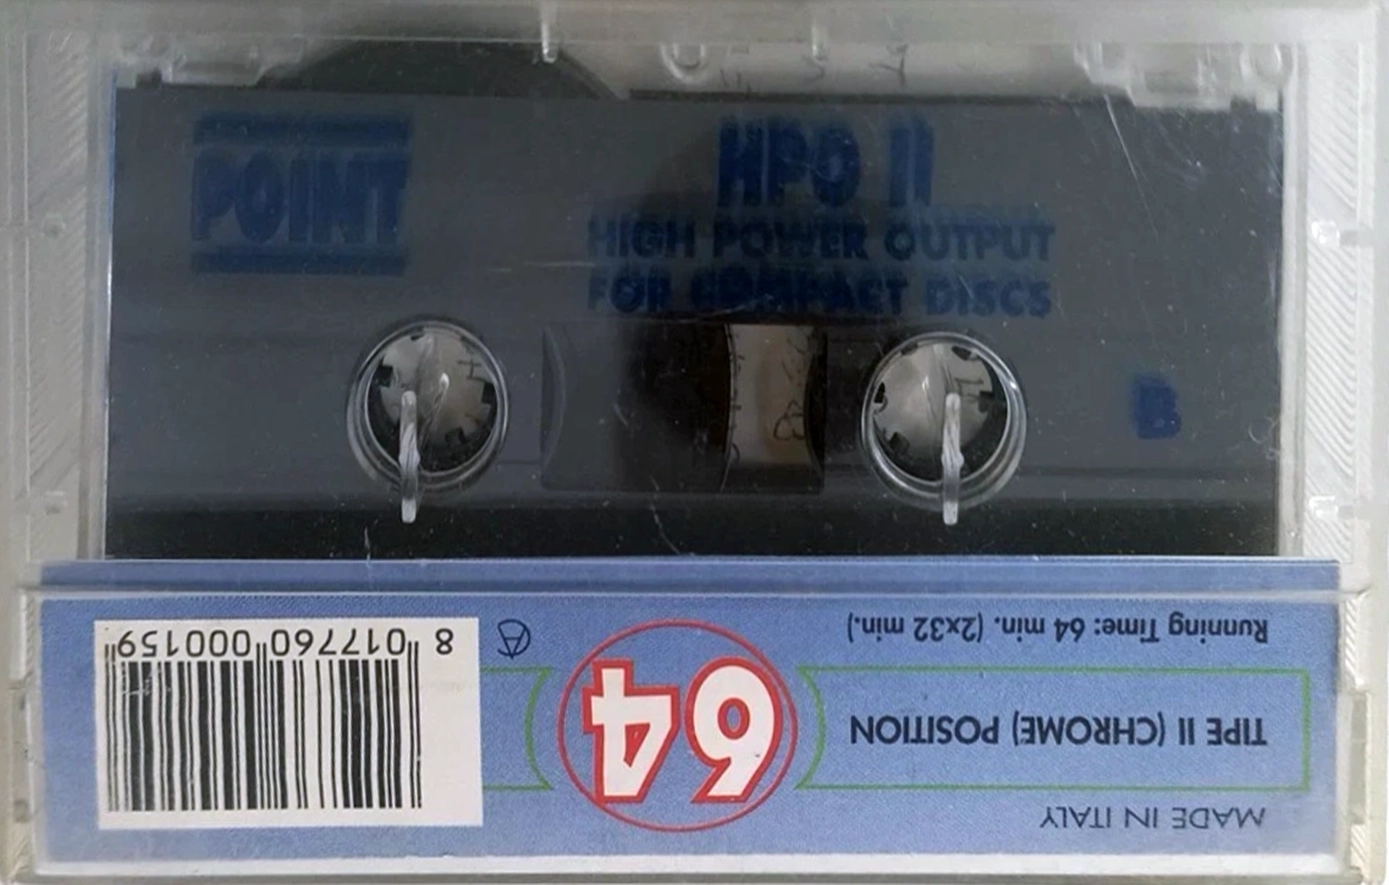 POINT
HPO II
HIGH POWER OUTPUT
FOR COMPACT DISCS
B
MADE IN ITALY
TIPE II (CHROME) POSITION
64
Running Time: 64 min. (2x32 min.)
8 017760 000159